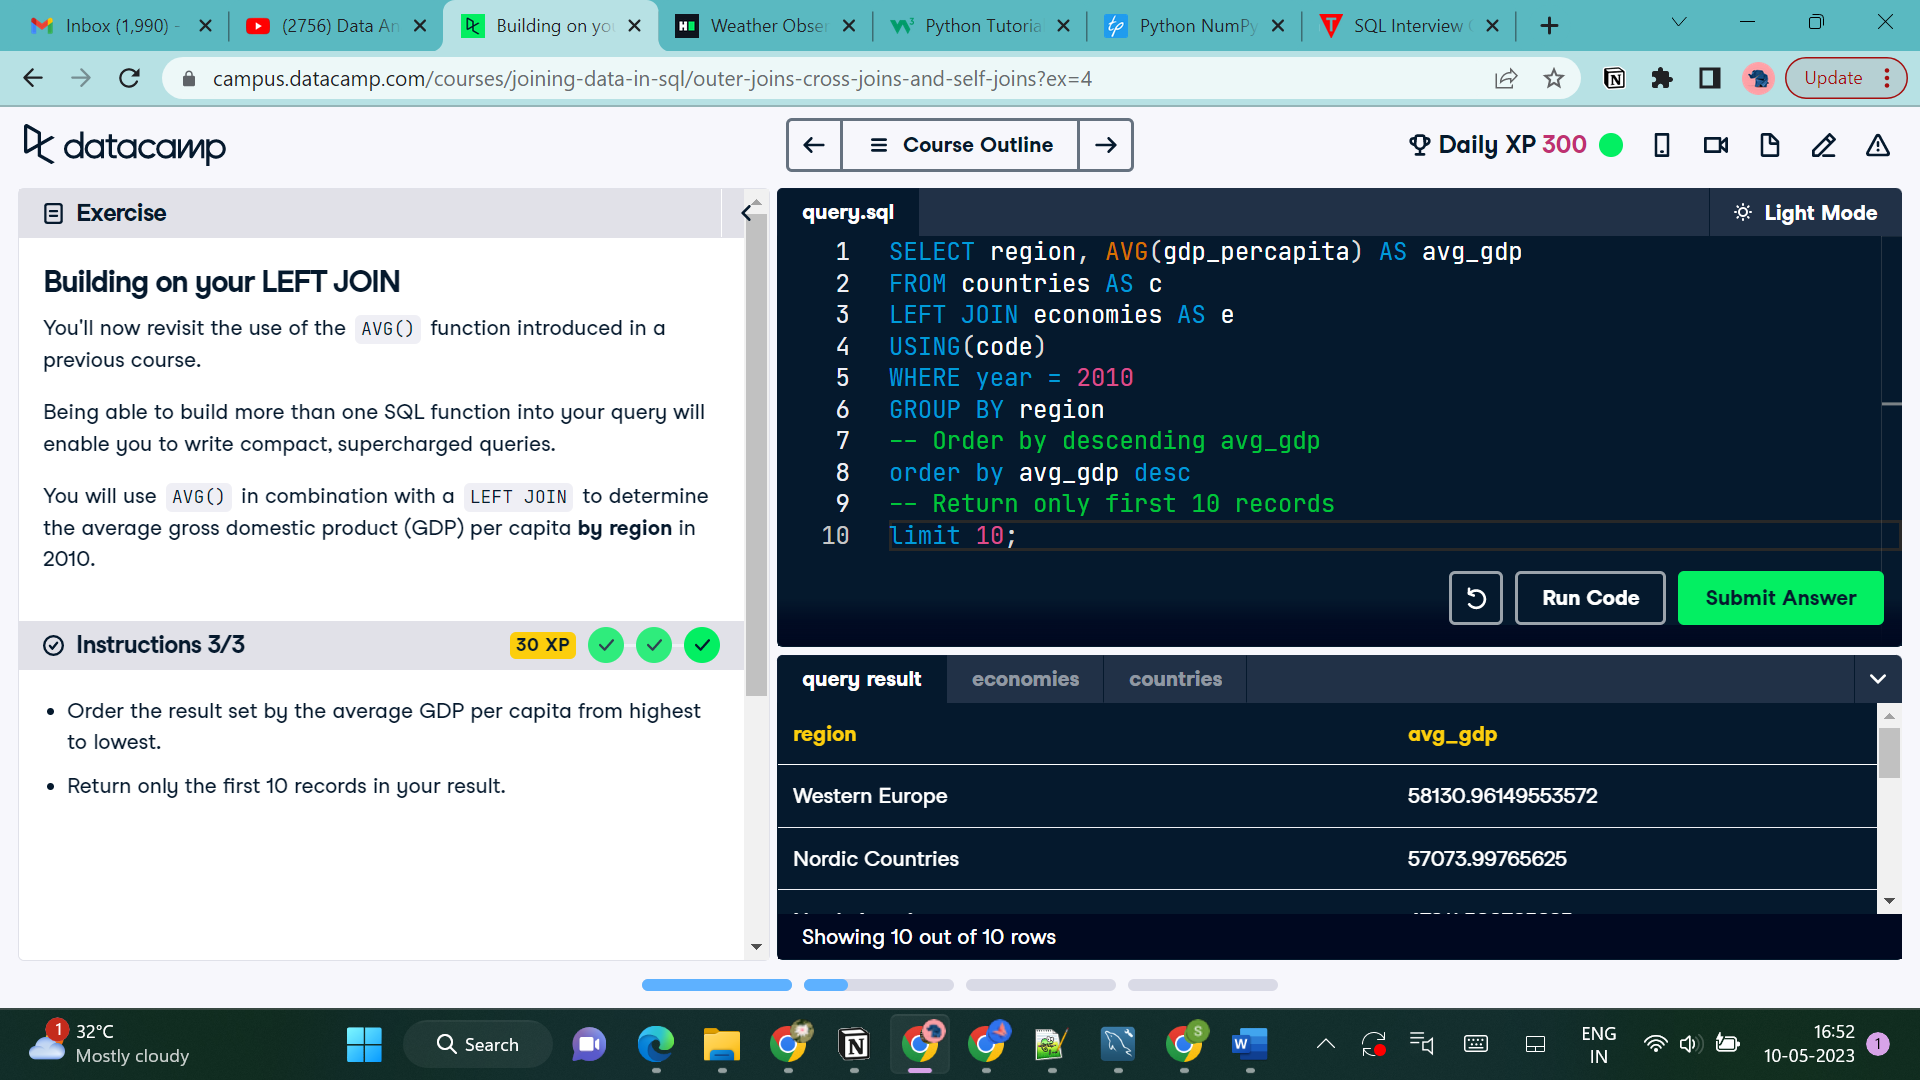 Inbox (1,990) -
(2756) Data An
Building on you
Weather Obser
Python Tutoria
Python NumPy
SQL Interview
campus.datacamp.com/courses/joining-data-in-sql/outer-joins-cross-joins-and-self-joins?ex=4
Update
datacamp
Course Outline
Daily XP 300
Exercise
Building on your LEFT JOIN
You'll now revisit the use of the AVG() function introduced in a
previous course.
Being able to build more than one SQL function into your query will
enable you to write compact, supercharged queries.
You will use AVG() in combination with a LEFT JOIN to determine
the average gross domestic product (GDP) per capita by region in
2010.
Instructions 3/3
30 XP
• Order the result set by the average GDP per capita from highest
to lowest.
• Return only the first 10 records in your result.
query.sql
Light Mode
1 SELECT region, AVG(gdp_percapita) AS avg_gdp
2 FROM countries AS c
3 LEFT JOIN economies AS e
4 USING(code)
5 WHERE year = 2010
6 GROUP BY region
7 -- Order by descending avg_gdp
8 order by avg_gdp desc
9 -- Return only first 10 records
10 limit 10;
Run Code
Submit Answer
query result
economies
countries
region avg_gdp
Western Europe 58130.96149553572
Nordic Countries 57073.99765625
Showing 10 out of 10 rows
1
32°C
Mostly cloudy
Search
ENG
IN
16:52
10-05-2023
1